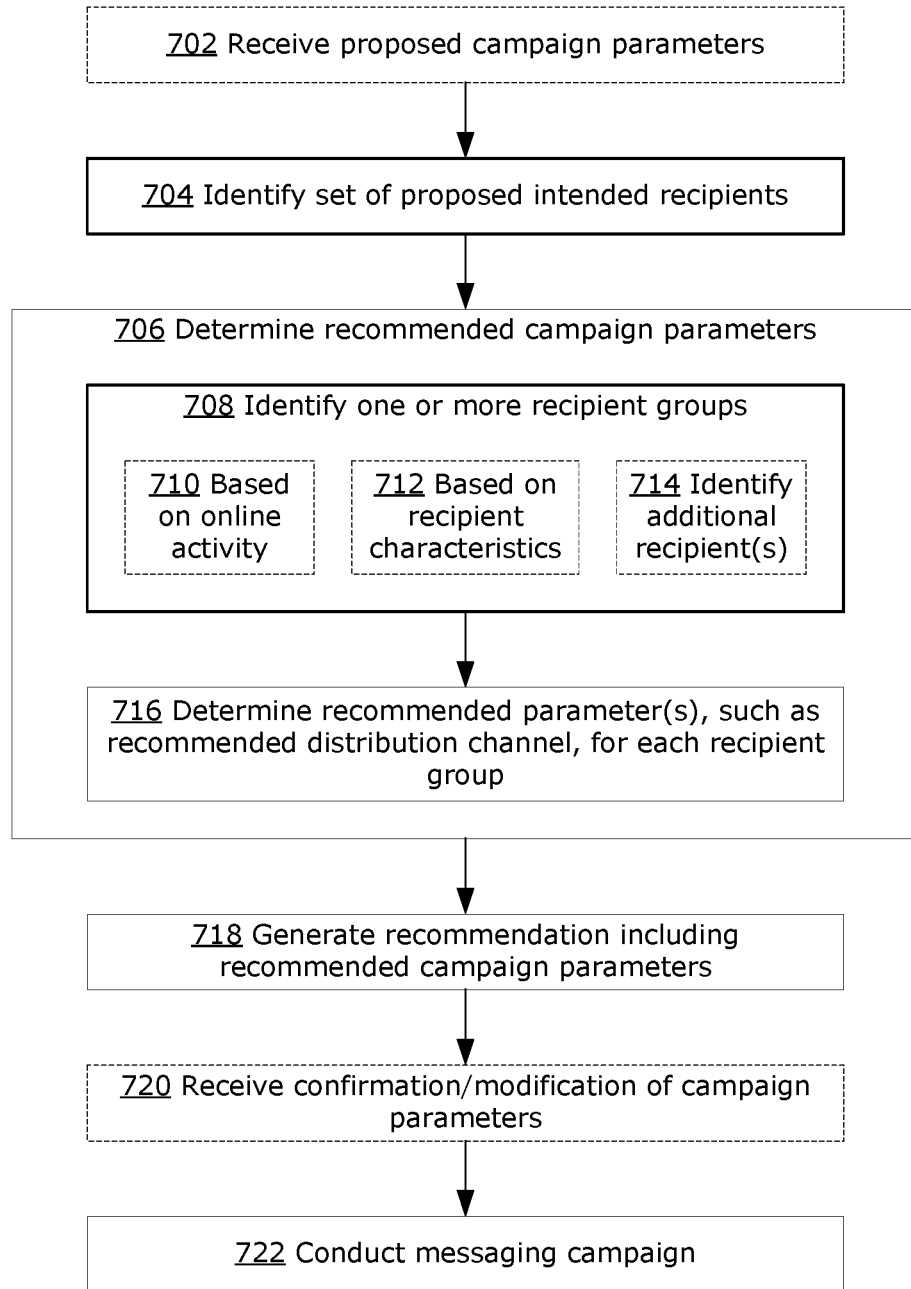 702 Receive proposed campaign parameters
704 Identify set of proposed intended recipients
706 Determine recommended campaign parameters
708 Identify one or more recipient groups
710 Based
on online
activity
712 Based on
recipient
characteristics
714 Identify
additional
recipient(s)
716 Determine recommended parameter(s), such as
recommended distribution channel, for each recipient
group
718 Generate recommendation including
recommended campaign parameters
720 Receive confirmation/modification of campaign
parameters
722 Conduct messaging campaign